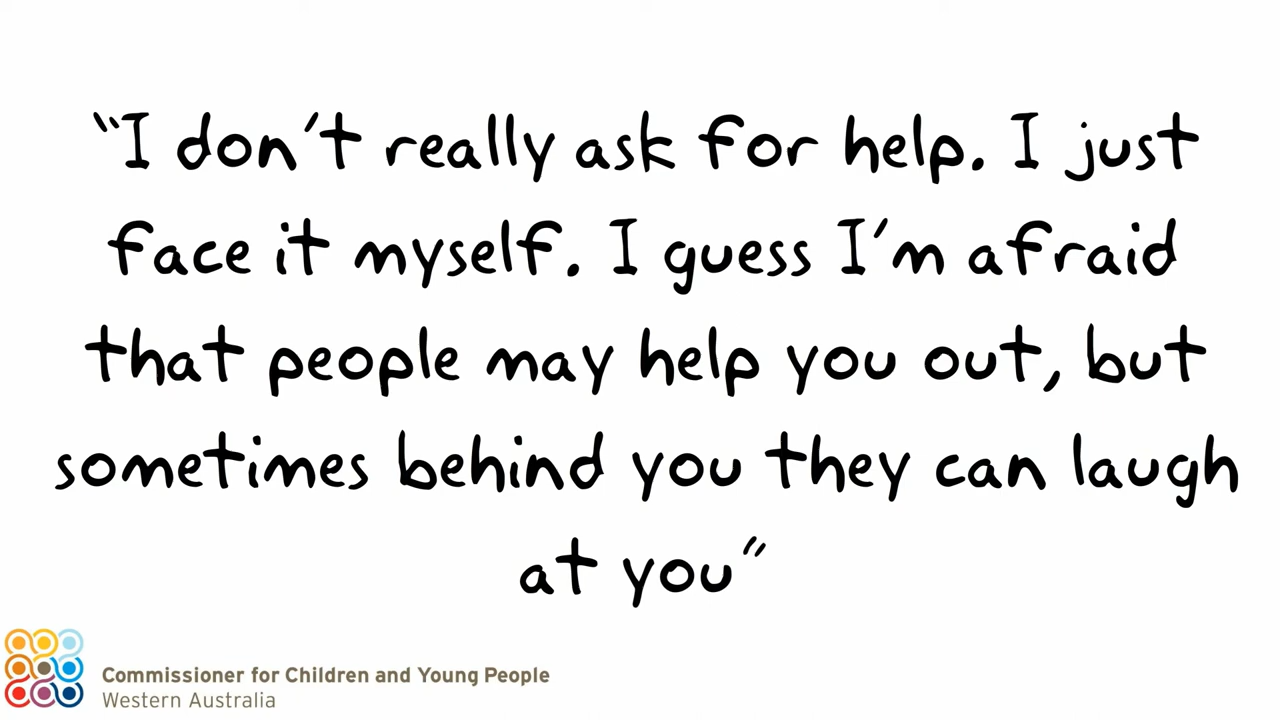 “I don’t really ask for help. I just
face it myself. I guess I’m afraid
that people may help you out, but
sometimes behind you they can laugh
at you”
Commissioner for Children and Young People
Western Australia